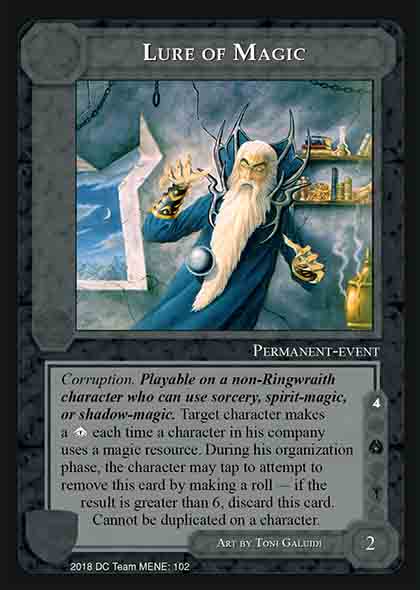 Lure of Magic
Permanent-event
Corruption. Playable on a non-Ringwraith
character who can use sorcery, spirit-magic,
or shadow-magic. Target character makes
a each time a character in his company
uses a magic resource. During his organization
phase, the character may tap to attempt to
remove this card by making a roll — if the
result is greater than 6, discard this card.
Cannot be duplicated on a character.
4
Art by Toni Galuidi
2
2018 DC Team MENE: 102